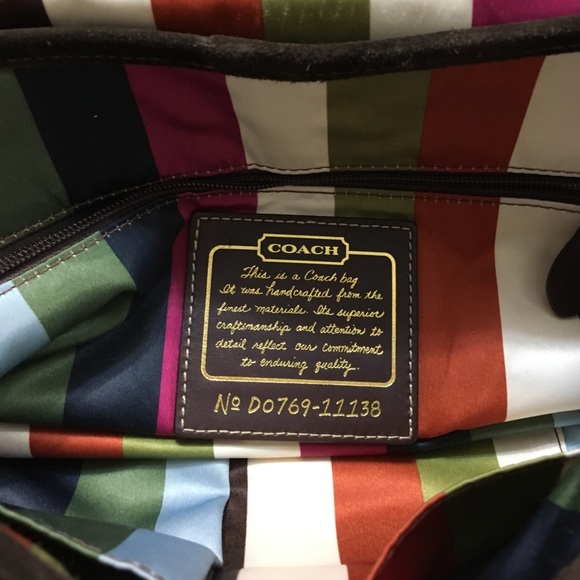 COACH
This is a Coach bag.
It was handcrafted from the
finest materials. Its superior
craftsmanship and attention to
detail reflect our commitment
to enduring quality.
No DO769-11138